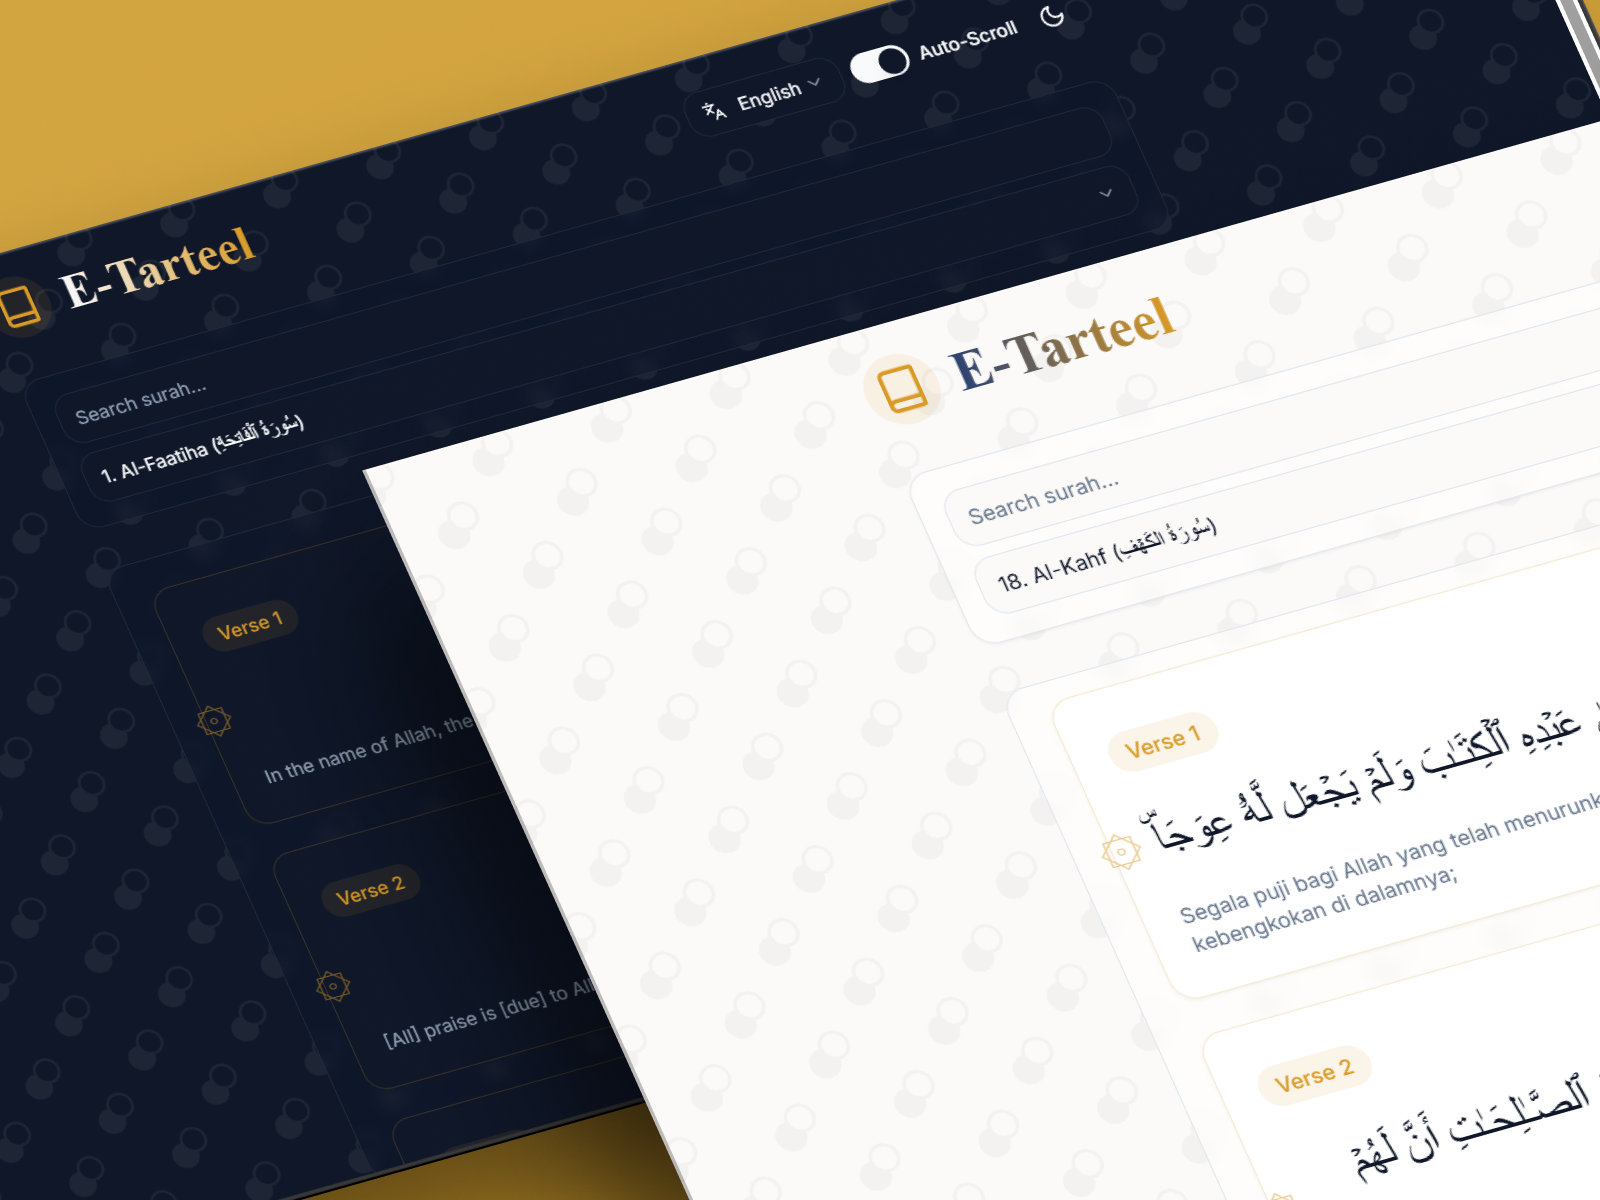 English
Auto-Scroll
E-Tarteel
Search surah...
1. Al-Faatiha (سُورَةُ ٱلْفَاتِحَةِ)
Verse 1
In the name of Allah, the
Verse 2
[All] praise is [due] to
E-Tarteel
Search surah...
18. Al-Kahf (سُورَةُ الكَهْفِ)
Verse 1
عَبْدِهِ ٱلْكِتَٰبَ وَلَمْ يَجْعَل لَّهُۥ عِوَجَاۜ
Segala puji bagi Allah yang telah
kebengkokan di dalamnya;
Verse 2
ٱلصَّٰلِحَٰتِ أَنَّ لَهُمْ